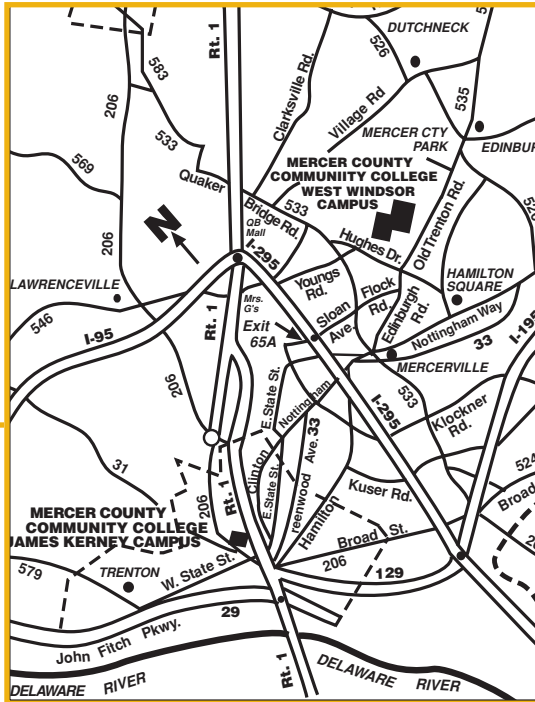 DUTCHNECK
Rt. 1
526
583
Clarksville Rd.
Village Rd
206
535
533
MERCER CTY
PARK
EDINBUR
MERCER COUNTY
COMMUNIITY COLLEGE
WEST WINDSOR
CAMPUS
569
Quaker
Bridge Rd.
533
Old Trenton Rd.
N
QB
Mall
Hughes Dr.
206
I-295
LAWRENCEVILLE
Youngs
Rd.
Flock
Rd.
HAMILTON
SQUARE
Mrs.
G's
Sloan
Ave.
Edinburgh
Rd.
Nottingham Way
33
I-195
546
I-95
Rt. 1
Exit
65A
MERCERVILLE
206
E.State St.
Nottingham
I-295
533
Klockner
Rd.
31
Clinton
E.State St.
Greenwood Ave. 33
Hamilton
Kuser Rd.
524
Broad
MERCER COUNTY
COMMUNITY COLLEGE
JAMES KERNEY CAMPUS
206
Rt. 1
Broad St.
206
129
579
TRENTON
W. State St.
29
John Fitch Pkwy.
Rt. 1
DELAWARE RIVER
DELAWARE RIVER